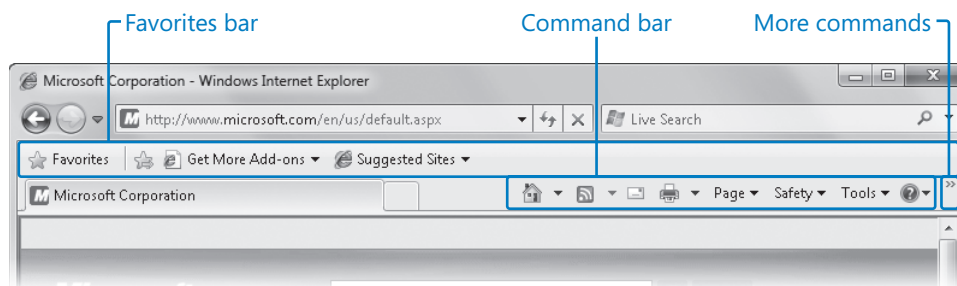 Favorites bar Command bar More commands
Microsoft Corporation - Windows Internet Explorer
http://www.microsoft.com/en/us/default.aspx Live Search
Favorites Get More Add-ons Suggested Sites
Microsoft Corporation Page Safety Tools